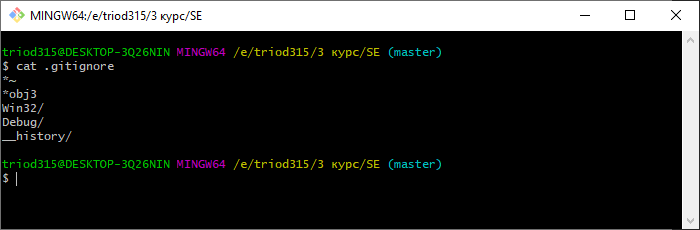 MINGW64:/e/triod315/3 курс/SE
triod315@DESKTOP-3Q26NIN MINGW64 /e/triod315/3 курс/SE (master)
$ cat .gitignore
*~
*obj3
Win32/
Debug/
__history/
triod315@DESKTOP-3Q26NIN MINGW64 /e/triod315/3 курс/SE (master)
$